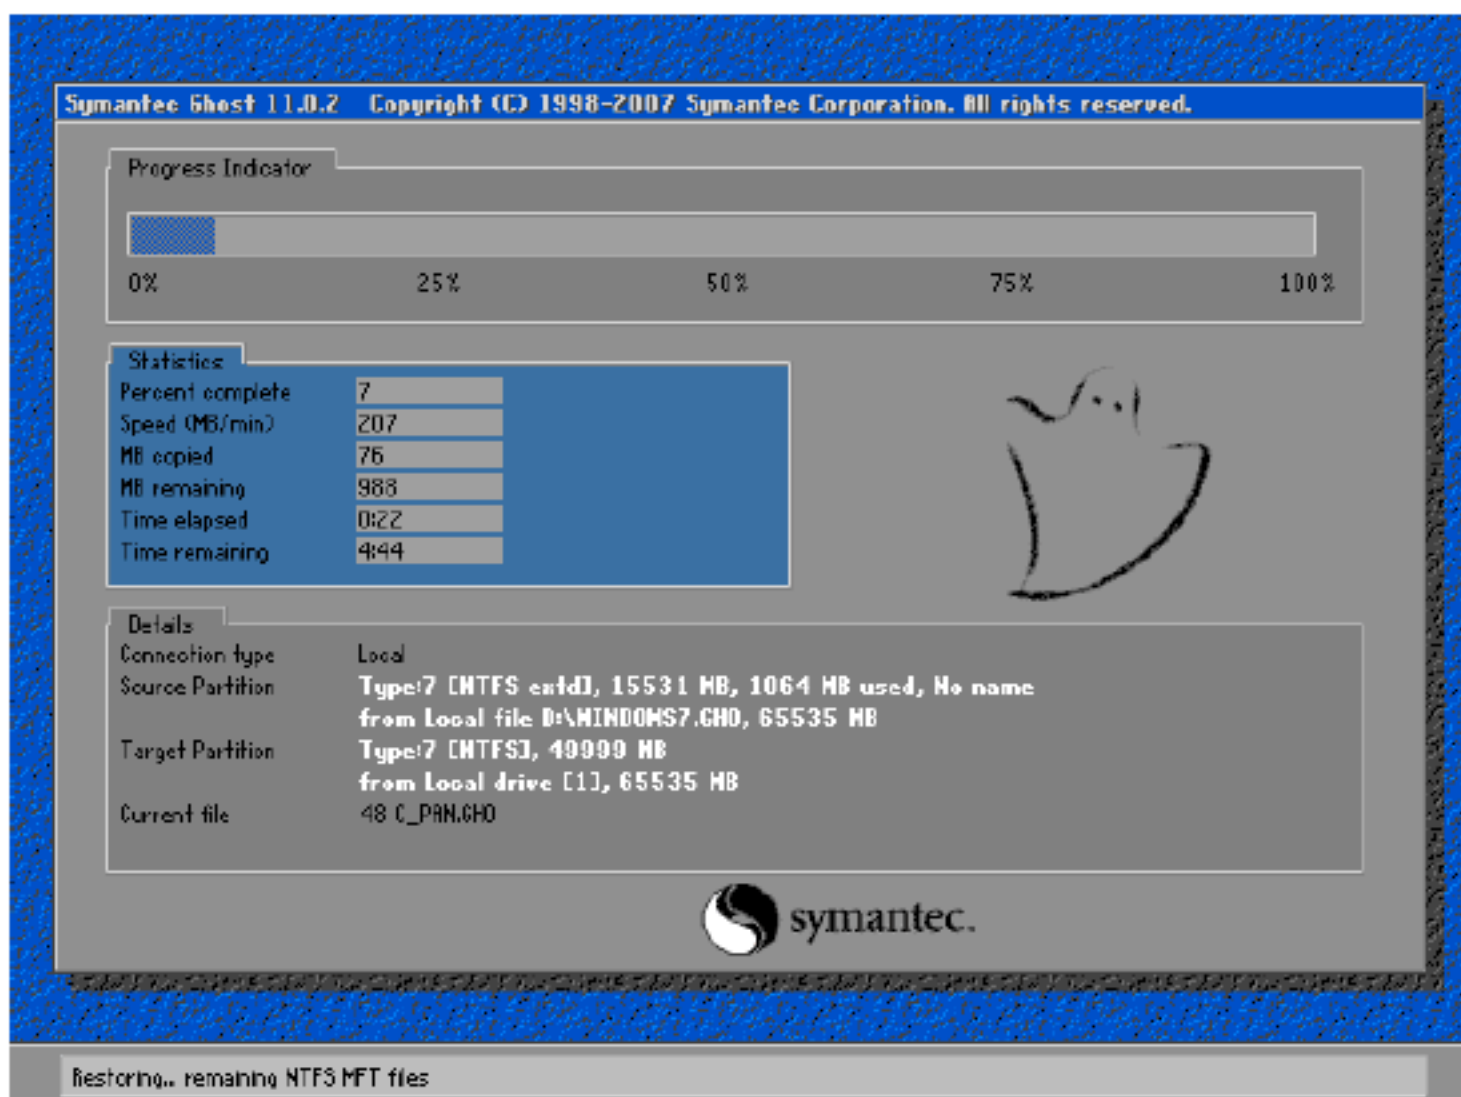 Symantec Ghost 11.0.2 Copyright (C) 1998-2007 Symantec Corporation. All rights reserved.
Progress Indicator
0% 25% 50% 75% 100%
Statistics
Percent complete 7
Speed (MB/min) 207
MB copied 76
MB remaining 988
Time elapsed 0:22
Time remaining 4:44
Details
Connection type Local
Source Partition Type:7 [NTFS extd], 15531 MB, 1064 MB used, No name
from Local file D:\WINDOWS7.GHO, 65535 MB
Target Partition Type:7 [NTFS], 49999 MB
from Local drive [1], 65535 MB
Current file 48 C_PAN.GHO
symantec.
Restoring.. remaining NTFS MFT files